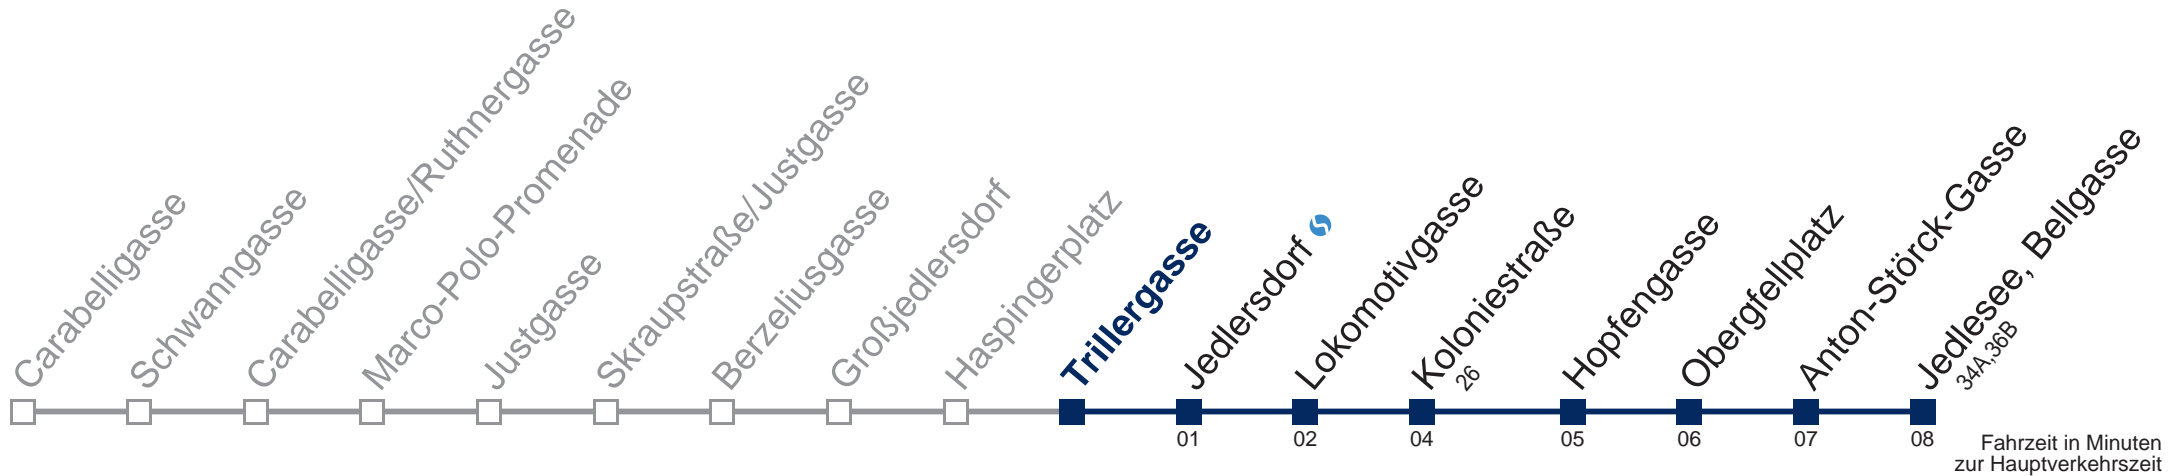 Carabelligasse
Schwanngasse
Carabelligasse/Ruthnergasse
Marco-Polo-Promenade
Justgasse
Skraupstraße/Justgasse
Berzeliusgasse
Großjedlersdorf
Haspingerplatz
Trillergasse
Jedlersdorf
Lokomotivgasse
Koloniestraße
26
Hopfengasse
Obergfellplatz
Anton-Störck-Gasse
Jedlesee, Bellgasse
34A,36B
01 02 04 05 06 07 08
Fahrzeit in Minuten
zur Hauptverkehrszeit